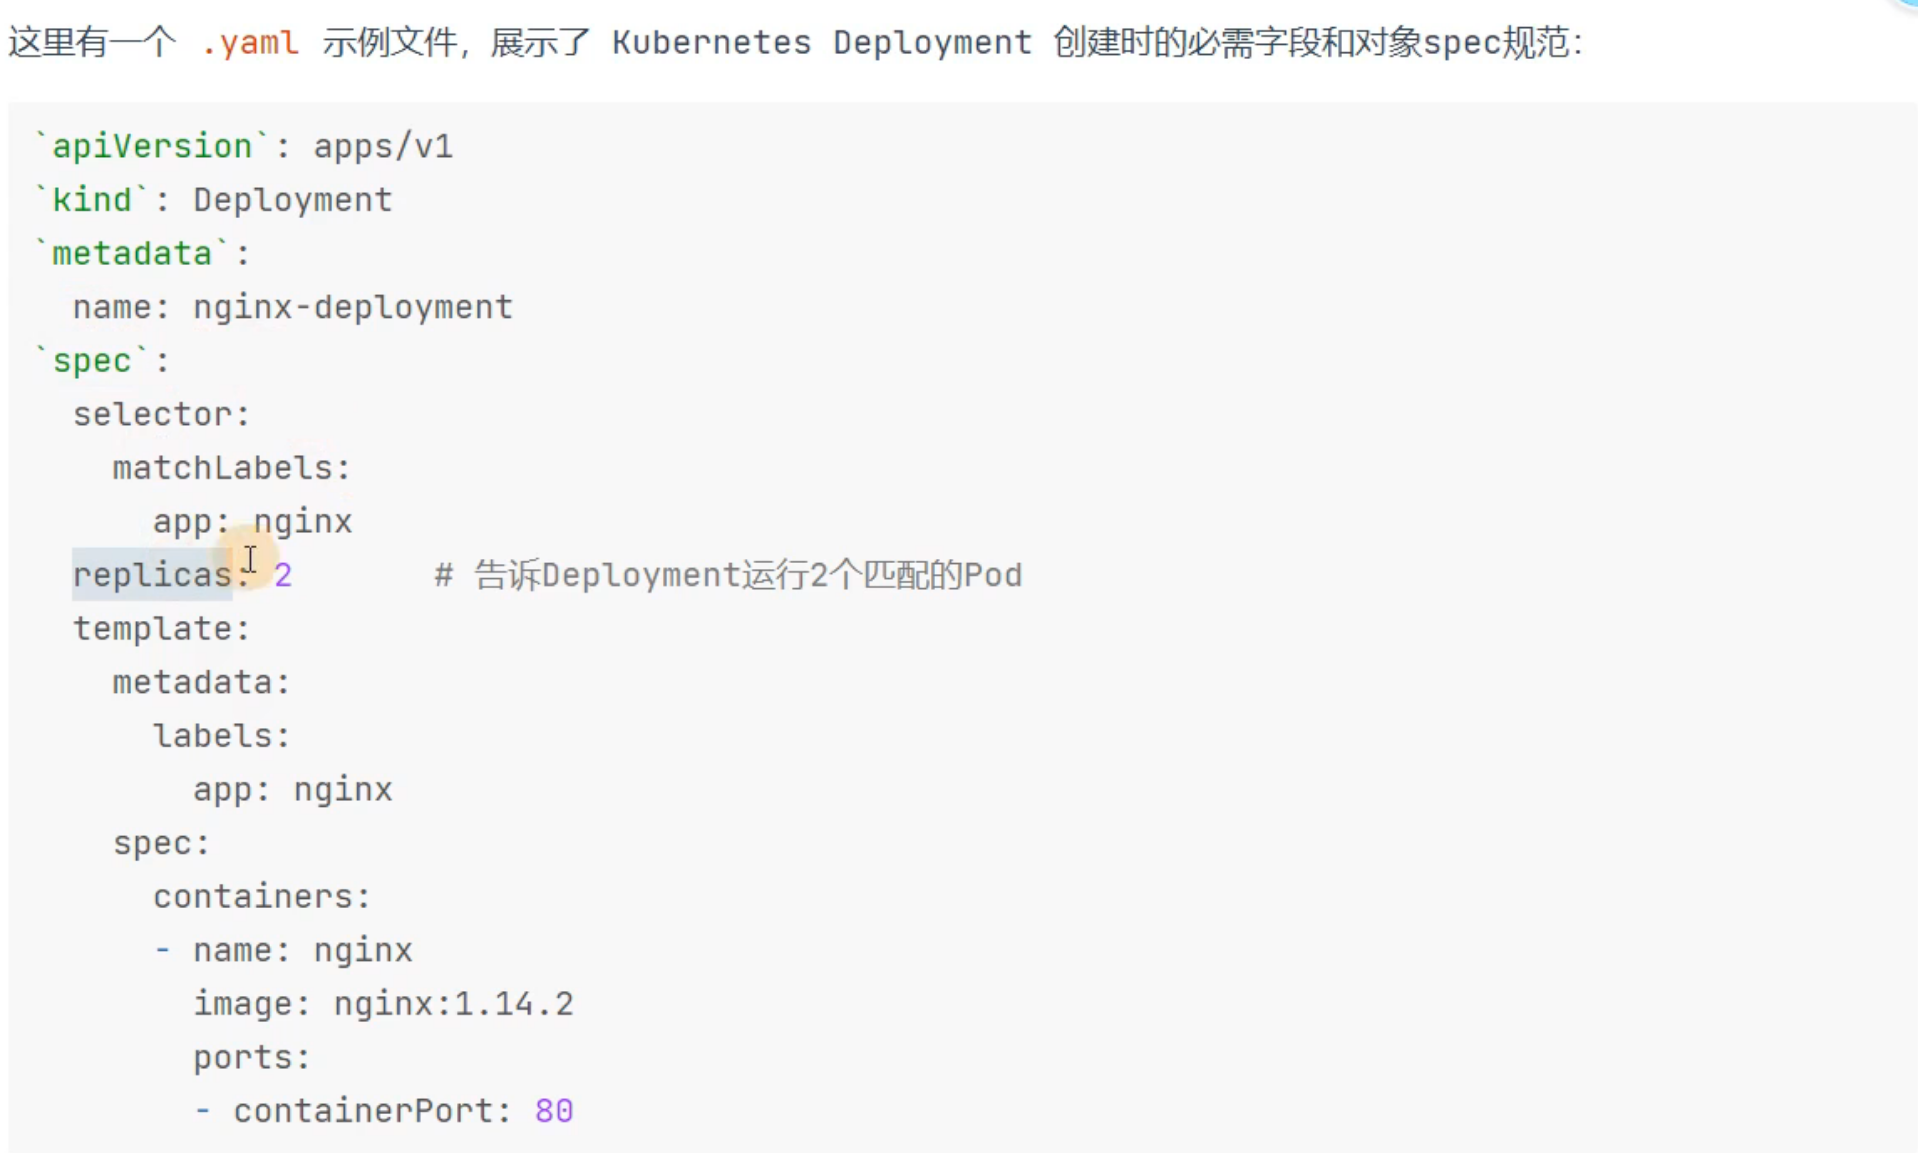 这里有一个 .yaml 示例文件，展示了 Kubernetes Deployment 创建时的必需字段和对象spec规范：
`apiVersion`: apps/v1
`kind`: Deployment
`metadata`:
  name: nginx-deployment
`spec`:
  selector:
    matchLabels:
      app: nginx
  replicas: 2       # 告诉Deployment运行2个匹配的Pod
  template:
    metadata:
      labels:
        app: nginx
    spec:
      containers:
      - name: nginx
        image: nginx:1.14.2
        ports:
        - containerPort: 80